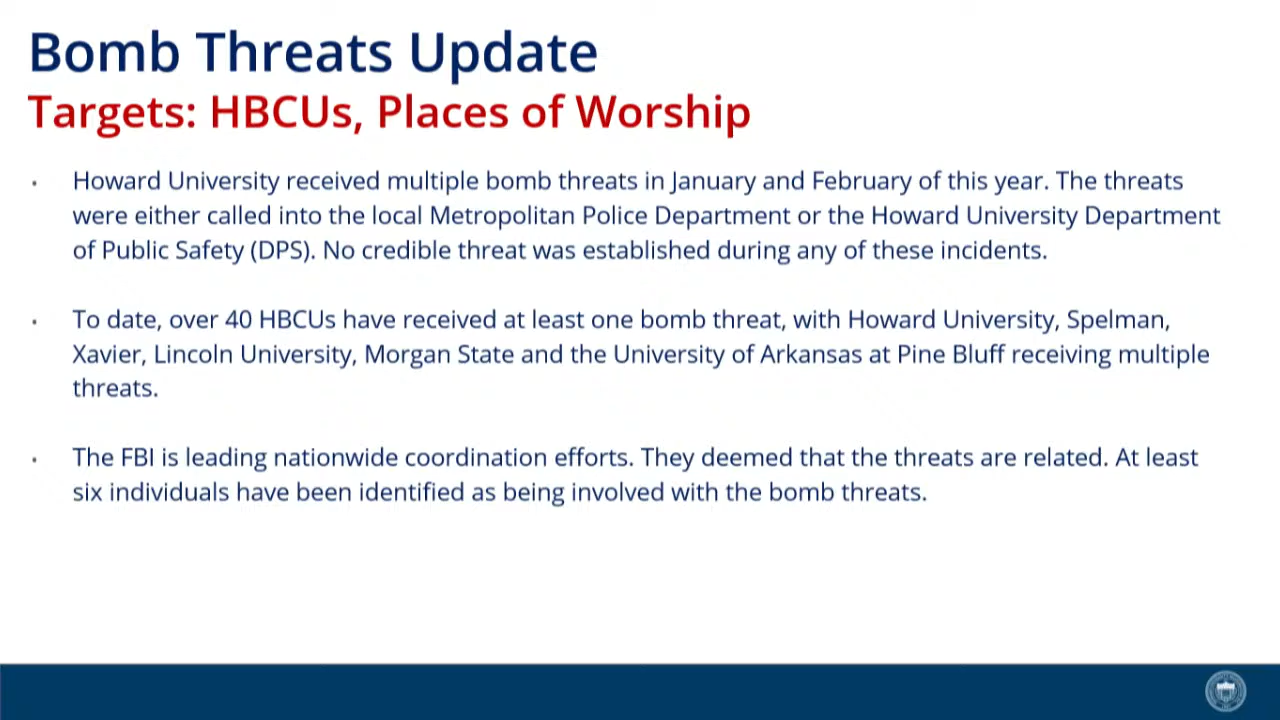 Bomb Threats Update
Targets: HBCUs, Places of Worship
• Howard University received multiple bomb threats in January and February of this year. The threats
were either called into the local Metropolitan Police Department or the Howard University Department
of Public Safety (DPS). No credible threat was established during any of these incidents.
• To date, over 40 HBCUs have received at least one bomb threat, with Howard University, Spelman,
Xavier, Lincoln University, Morgan State and the University of Arkansas at Pine Bluff receiving multiple
threats.
• The FBI is leading nationwide coordination efforts. They deemed that the threats are related. At least
six individuals have been identified as being involved with the bomb threats.